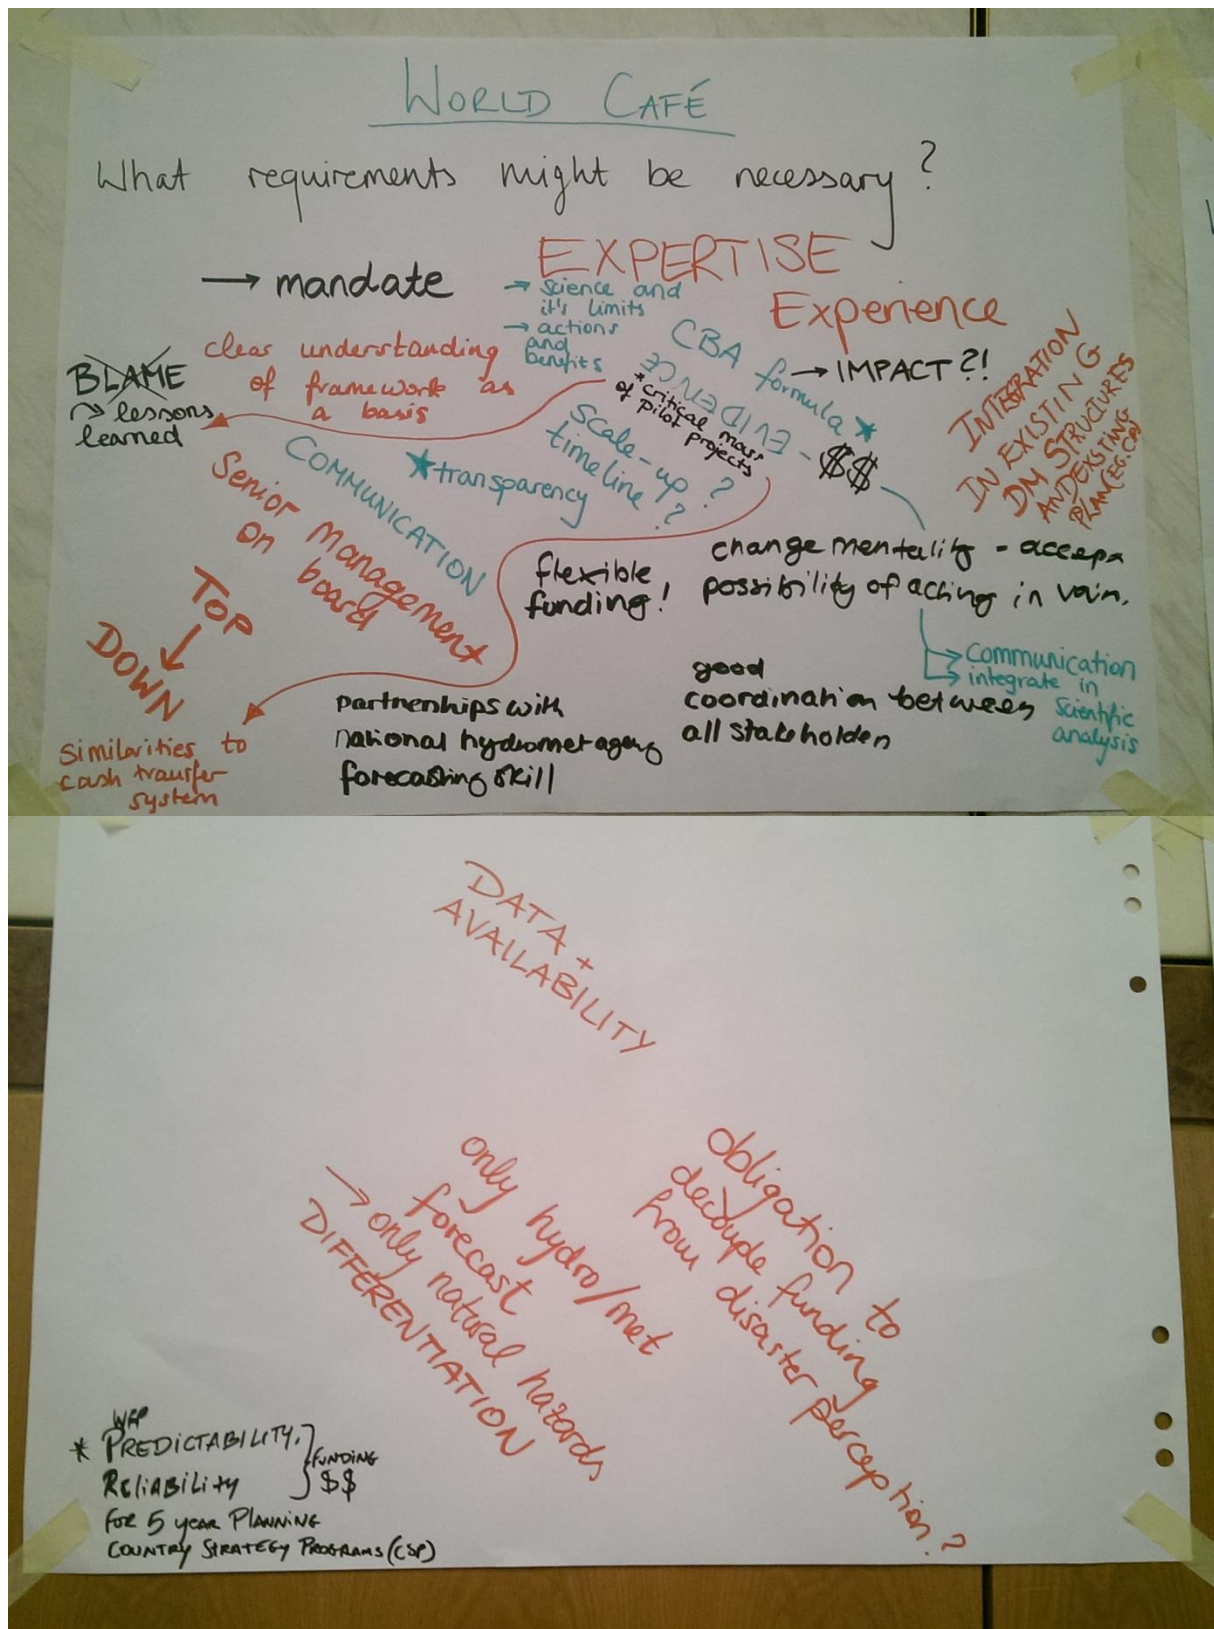 WORLD CAFÉ
What requirements might be necessary?
→ mandate
EXPERTISE
→ science and
it's limits
→ actions
and
benefits
Experience
BLAME
lessons
learned
clear understanding
of framework as
a basis
CBA formula ★
→ IMPACT ?!
EVIDENCE - $$
* critical mass
of pilot projects
INTEGRATION
IN EXISTING
DM STRUCTURES
scale-up ?
timeline ?
COMMUNICATION
★ transparency
Senior Management
on board
TOP
DOWN
flexible
funding!
change mentality - accept
possibility of acting in vain.
→ Communication
→ integrate in
scientific
analysis
good
coordination between
all stakeholders
partnerships with
national hydromet agency
forecasting skill
similarities to
cash transfer
system
DATA +
AVAILABILITY
only hydro/met
forecast
→ only natural hazards
DIFFERENTIATION
obligation to
decouple funding
from disaster perception?
WFP
* PREDICTABILITY,
RELIABILITY
FUNDING
$$
FOR 5 YEAR PLANNING
COUNTRY STRATEGY PROGRAMS (CSP)